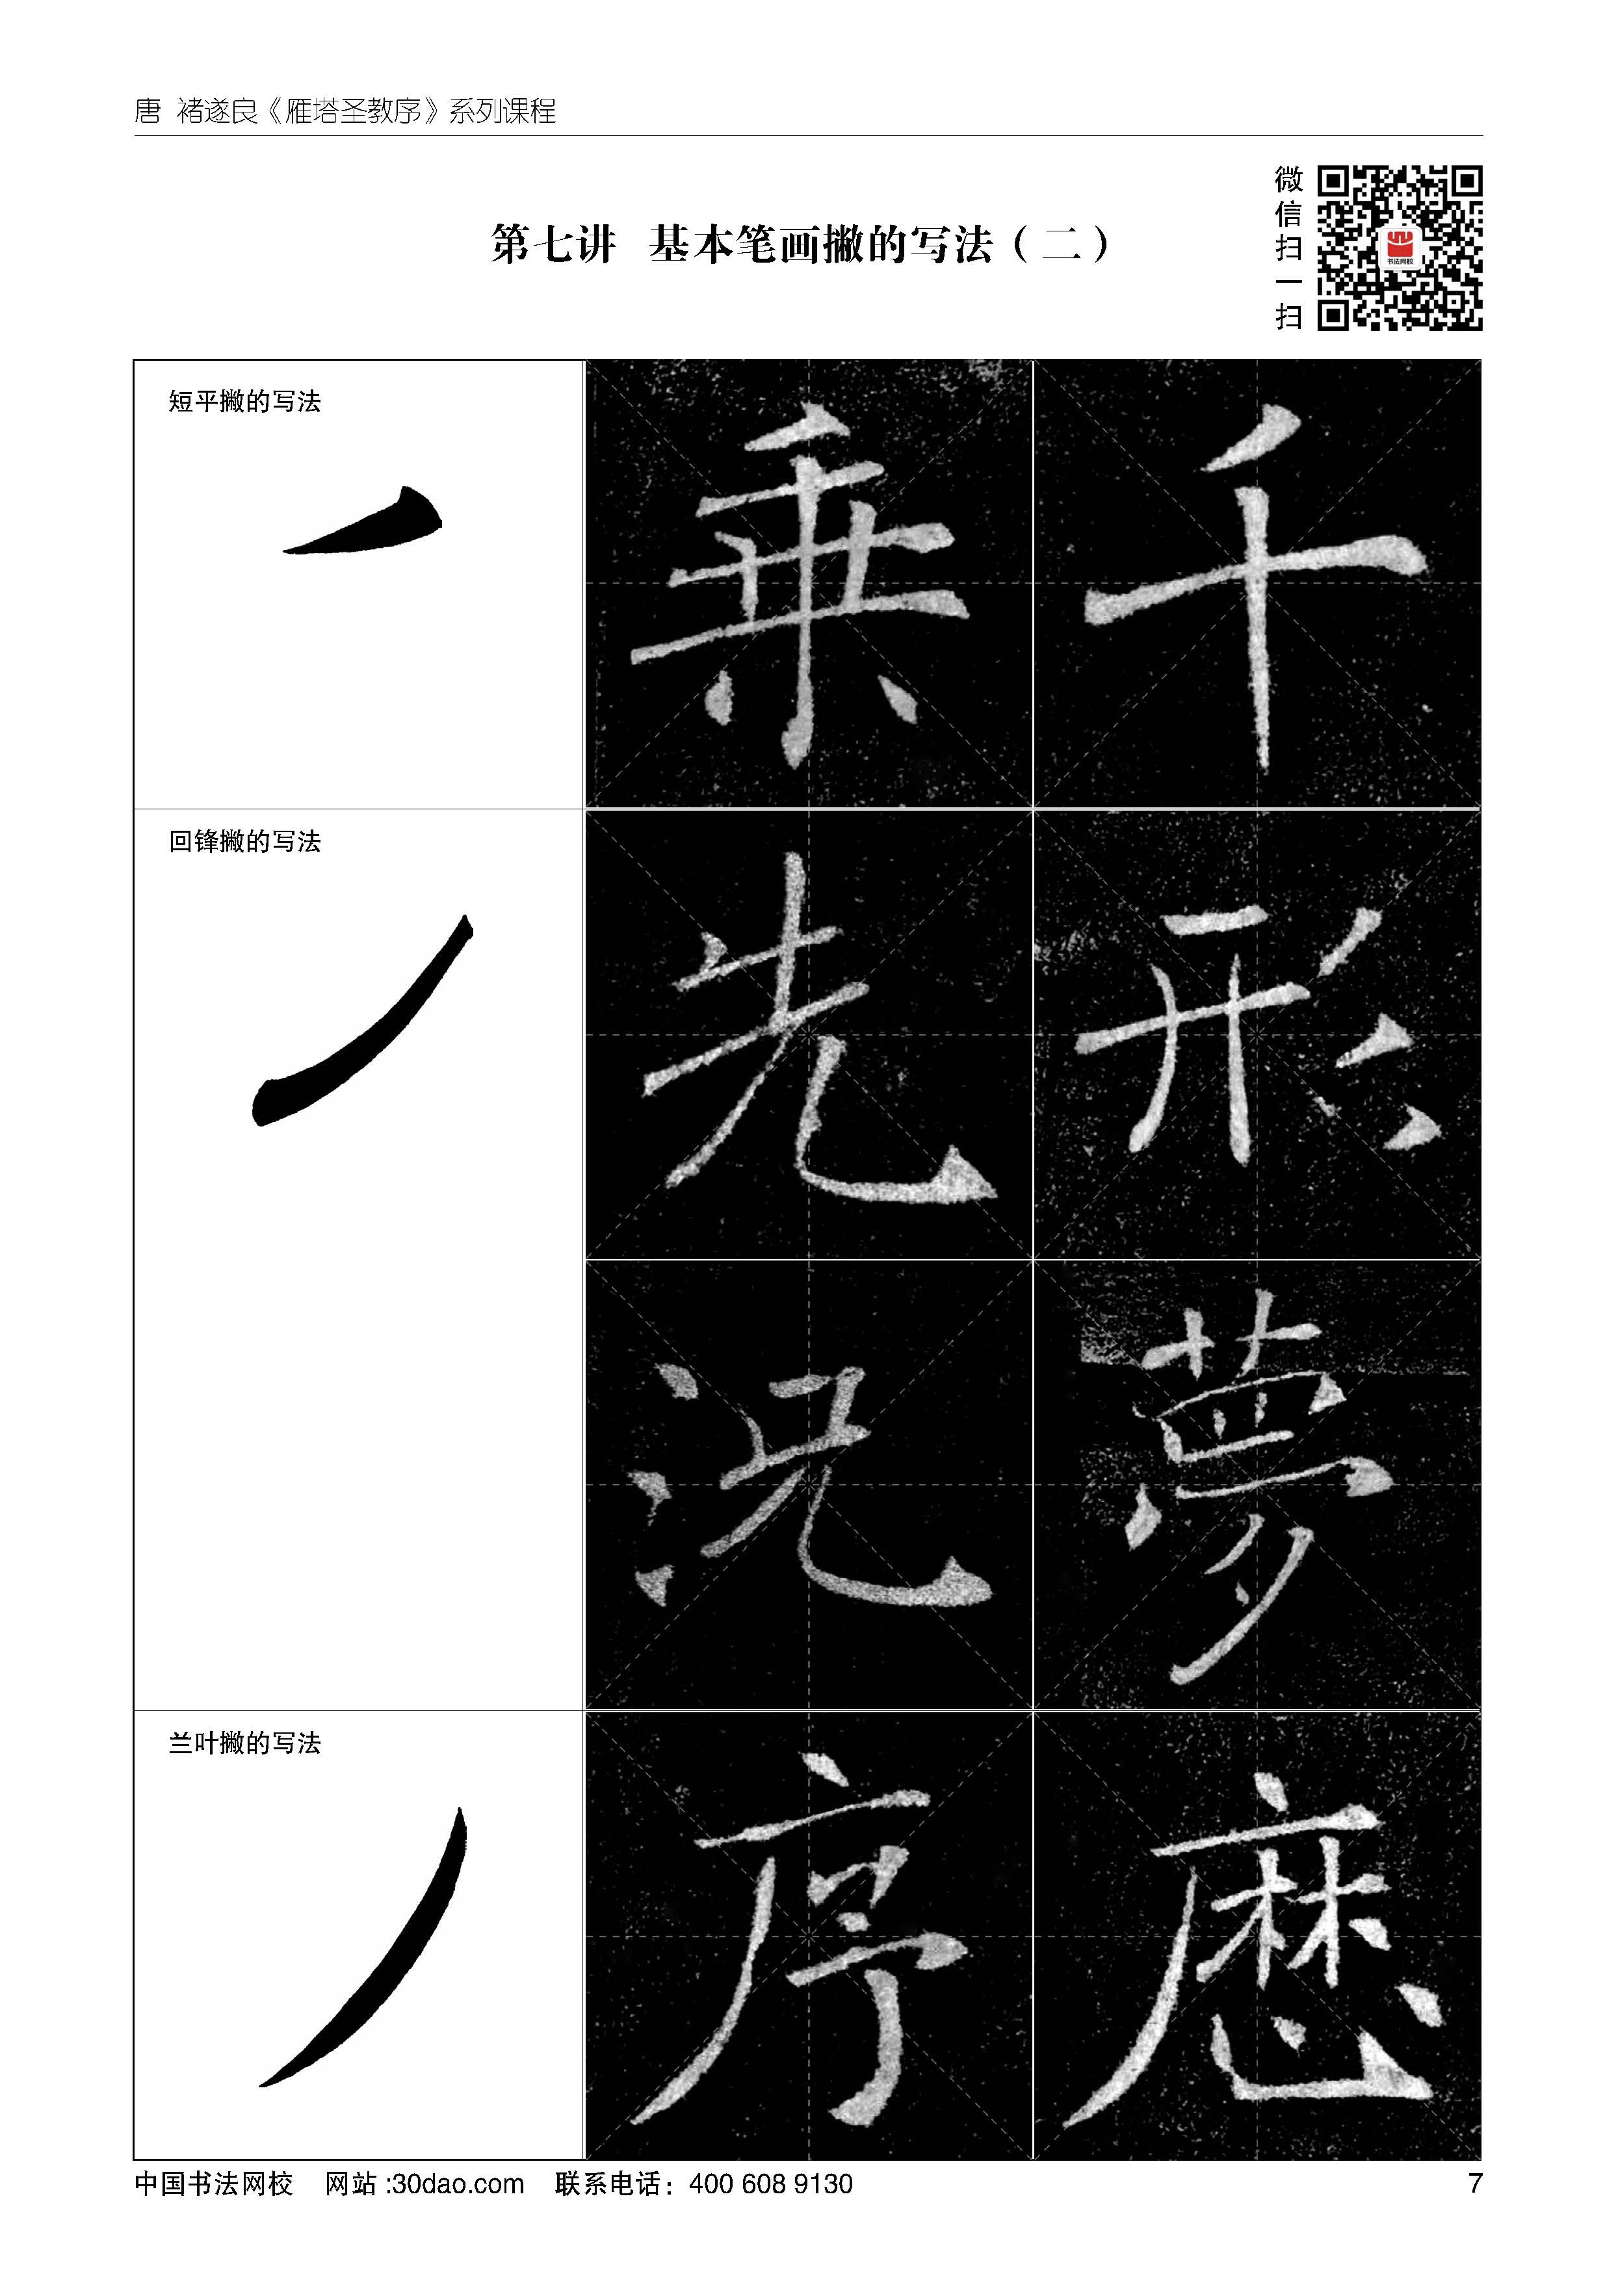 唐 褚遂良《雁塔圣教序》系列课程
第七讲 基本笔画撇的写法（二）
微信扫一扫
书法网校
短平撇的写法
乗 千
回锋撇的写法
先 形
况 夢
兰叶撇的写法
序 歷
中国书法网校 网站:30dao.com 联系电话：400 608 9130 7